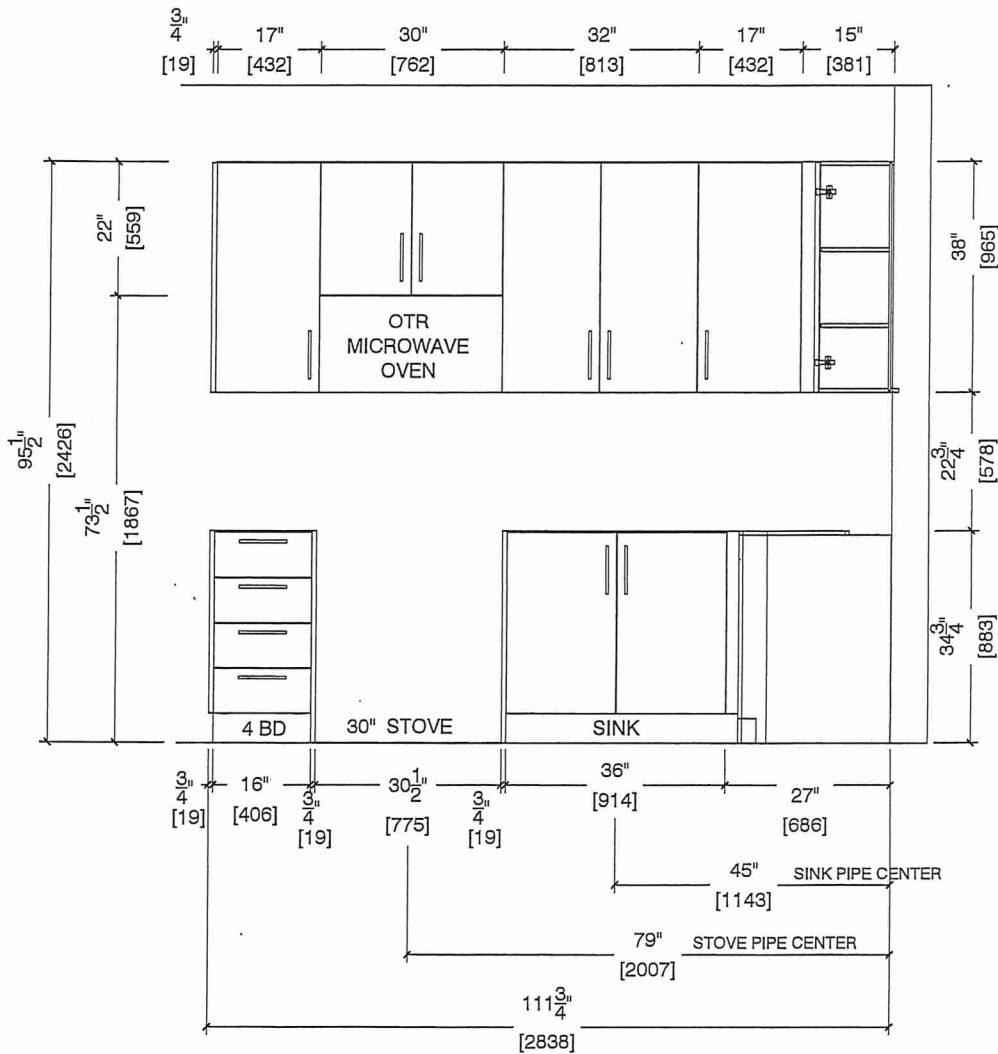 3/4" 17" 30" 32" 17" 15"
[19] [432] [762] [813] [432] [381]
22"
[559]
95 1/2"
[2426]
73 1/2"
[1867]
OTR
MICROWAVE
OVEN
38"
[965]
22 3/4"
[578]
34 3/4"
[883]
4 BD 30" STOVE SINK
3/4" 16" 3/4" 30 1/2" 3/4" 36" 27"
[19] [406] [19] [775] [19] [914] [686]
45" SINK PIPE CENTER
[1143]
79" STOVE PIPE CENTER
[2007]
111 3/4"
[2838]